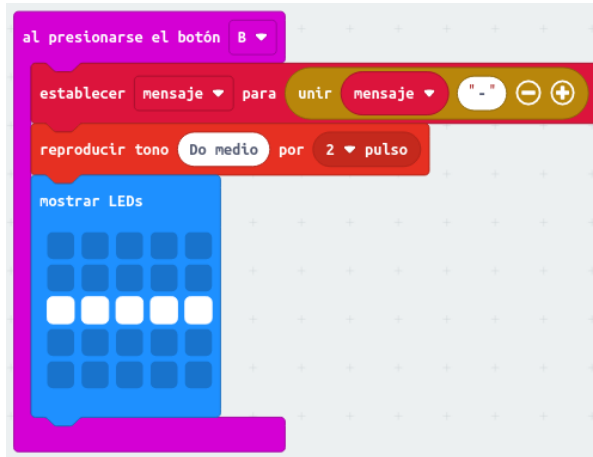 al presionarse el botón B
establecer mensaje para unir mensaje "-"
reproducir tono Do medio por 2 pulso
mostrar LEDs